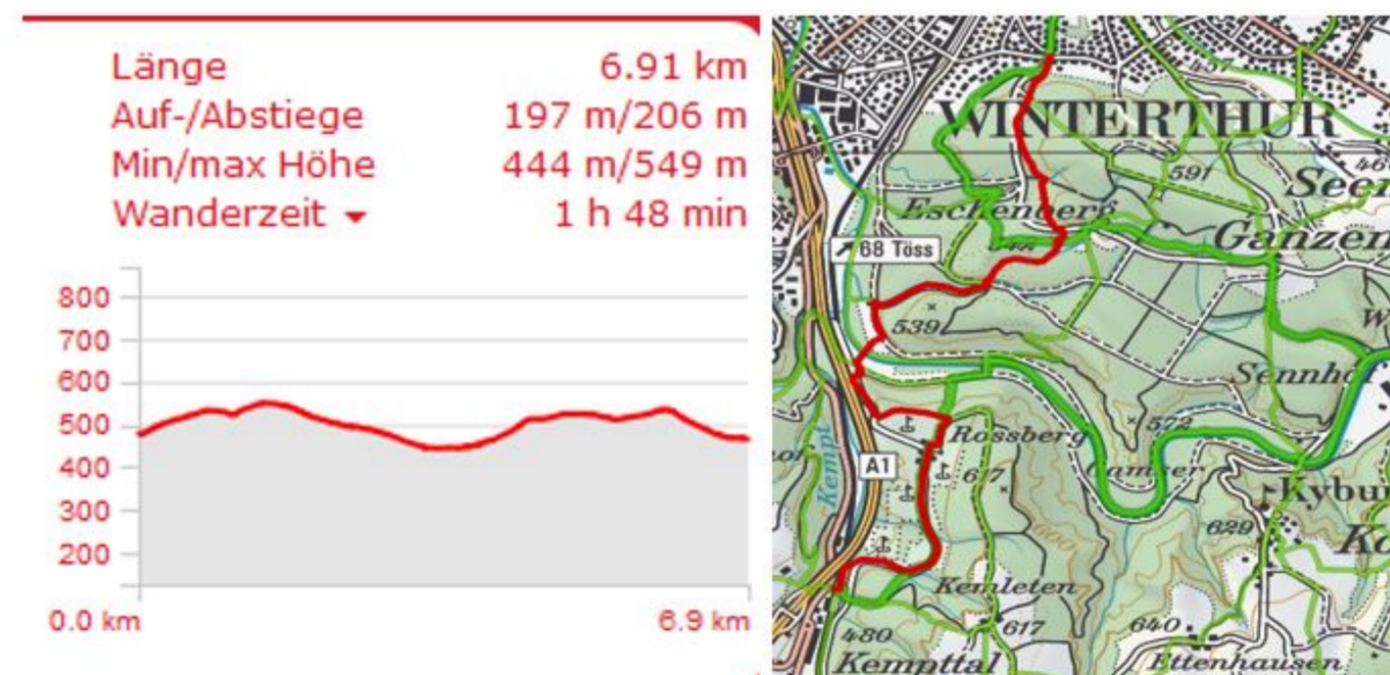 Länge 6.91 km
Auf-/Abstiege 197 m/206 m
Min/max Höhe 444 m/549 m
Wanderzeit 1 h 48 min
800
700
600
500
400
300
200
0.0 km 6.9 km
WINTERTHUR
591
Eschenberg
Ganzen
68 Töss
539
Sennhof
572
Rossberg
A1
617
Kempt
Kybu
629
600
Kemleten
617
640
480
Kempttal
Ettenhausen